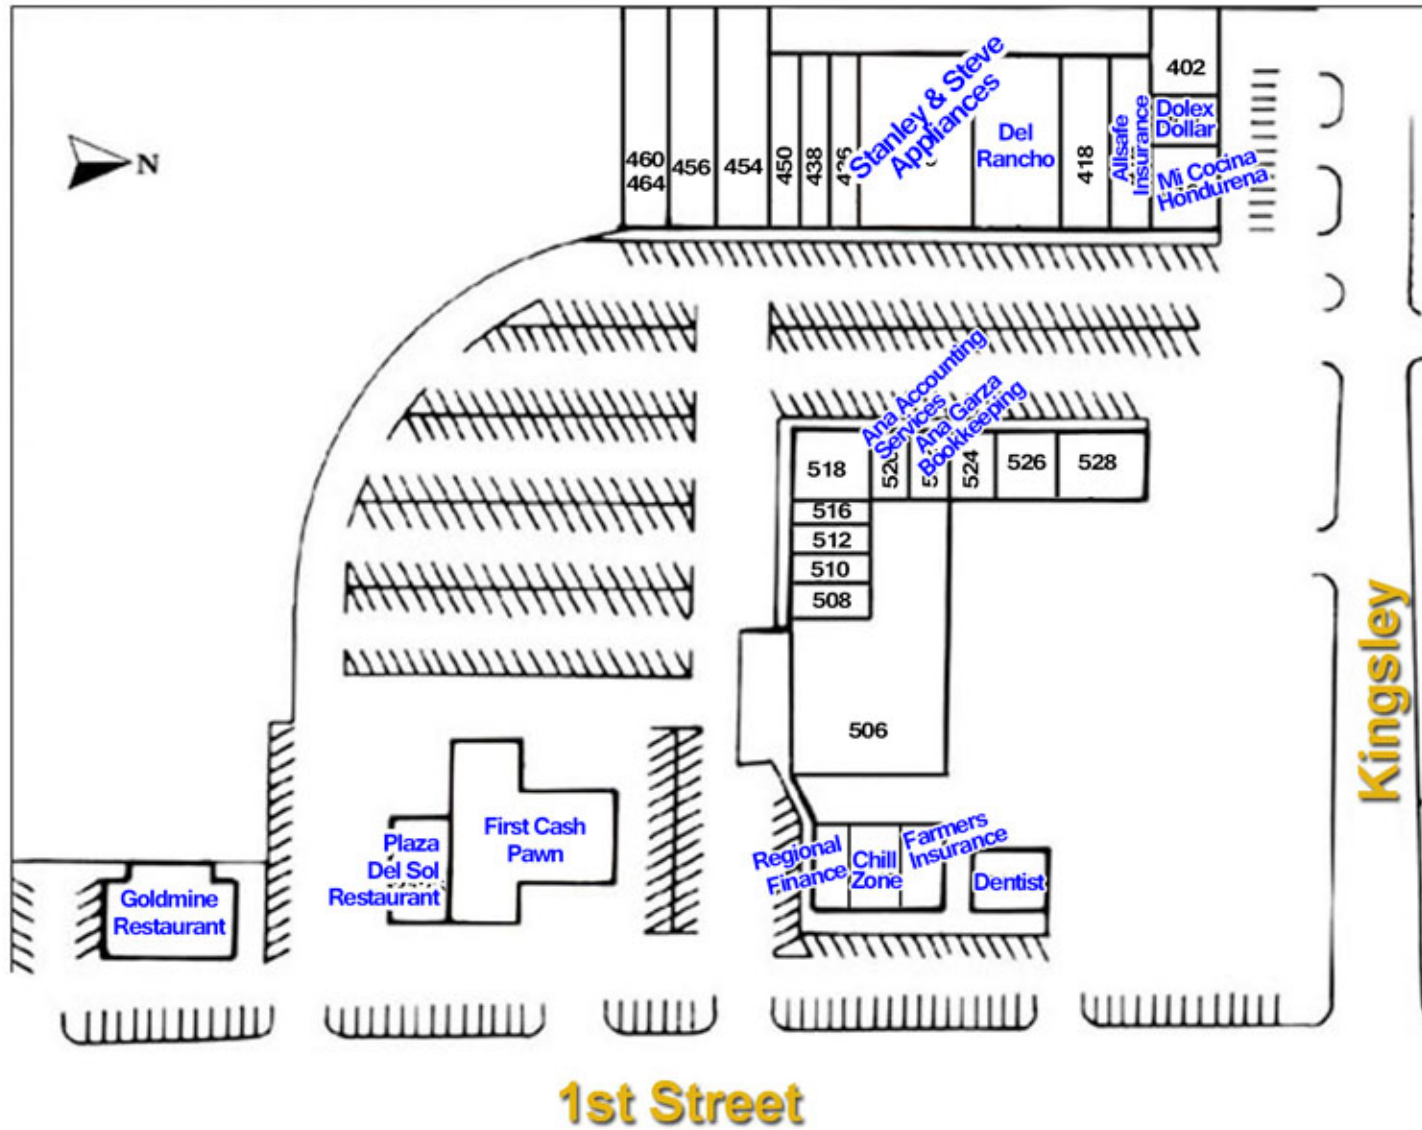 402
Dolex
Dollar
Mi Cocina
Hondurena
Allsafe
Insurance
418
Del
Rancho
Stanley & Steve
Appliances
438
450
454
456
460
464
N
Ana Accounting
Services
Ana Garza
Bookkeeping
518
524
526
528
516
512
510
508
506
Kingsley
First Cash
Pawn
Plaza
Del Sol
Restaurant
Goldmine
Restaurant
Regional
Finance
Chill
Zone
Farmers
Insurance
Dentist
1st Street